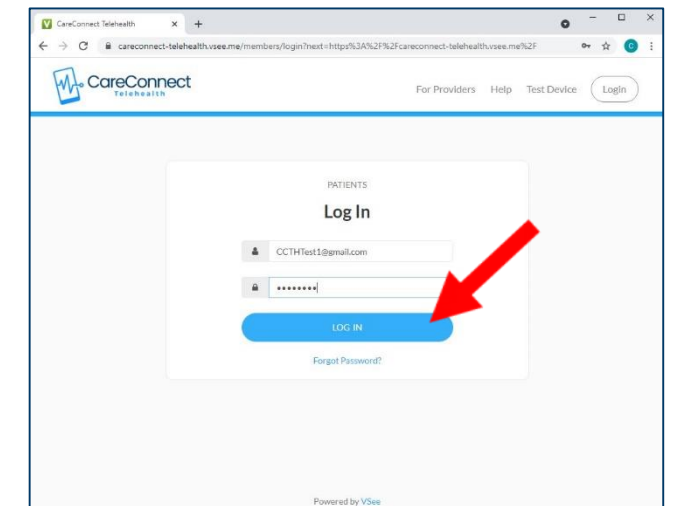 CareConnect Telehealth
careconnect-telehealth.vsee.me/members/login?next=https%3A%2F%2Fcareconnect-telehealth.vsee.me%2F
C
CareConnect
Telehealth
For Providers Help Test Device Login
PATIENTS
Log In
CCTHTest1@gmail.com
••••••••
LOG IN
Forgot Password?
Powered by VSee